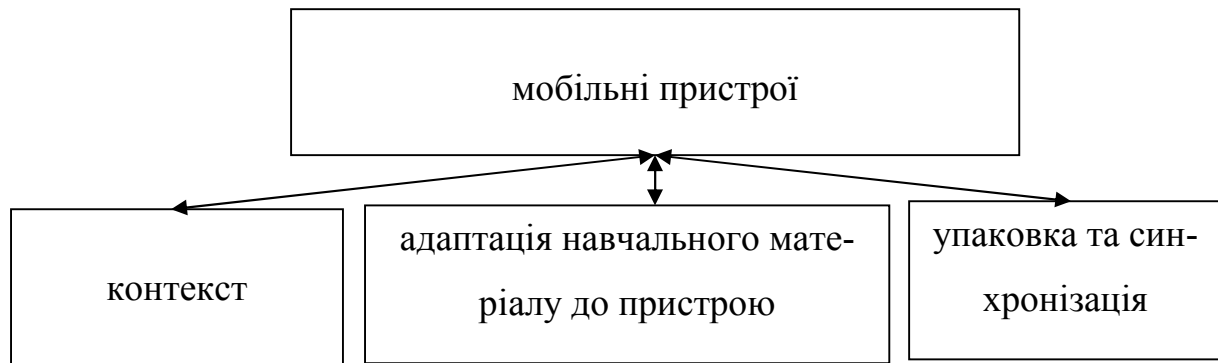 мобільні пристрої
контекст
адаптація навчального мате-
ріалу до пристрою
упаковка та син-
хронізація